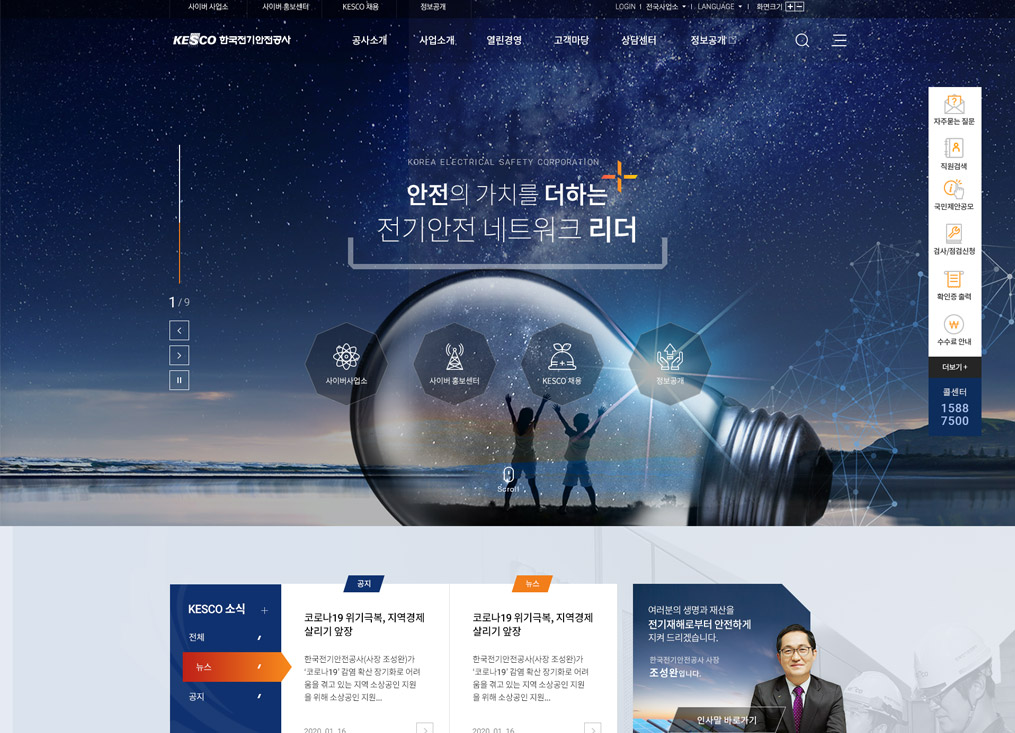 사이버 사업소
사이버 홍보센터
KESCO 채용
정보공개
LOGIN
전국사업소
LANGUAGE
화면크기
KESCO 한국전기안전공사
공사소개
사업소개
열린경영
고객마당
상담센터
정보공개
KOREA ELECTRICAL SAFETY CORPORATION
안전의 가치를 더하는
전기안전 네트워크 리더
1 / 9
사이버사업소
사이버 홍보센터
KESCO 채용
정보공개
Scroll
자주묻는 질문
직원검색
국민제안공모
검사/점검신청
확인증 출력
수수료 안내
더보기 +
콜센터
1588
7500
KESCO 소식
전체
뉴스
공지
공지
코로나19 위기극복, 지역경제
살리기 앞장
한국전기안전공사(사장 조성완)가
‘코로나19’ 감염 확산 장기화로 어려
움을 겪고 있는 지역 소상공인 지원
을 위해 소상공인 지원...
2020. 01. 16
뉴스
코로나19 위기극복, 지역경제
살리기 앞장
한국전기안전공사(사장 조성완)가
‘코로나19’ 감염 확산 장기화로 어려
움을 겪고 있는 지역 소상공인 지원
을 위해 소상공인 지원...
2020. 01. 16
여러분의 생명과 재산을
전기재해로부터 안전하게
지켜 드리겠습니다.
한국전기안전공사 사장
조성완입니다.
인사말 바로가기